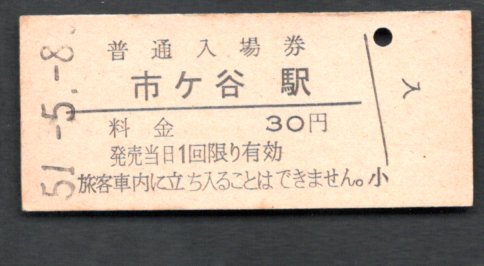 51.-5.-8
普通入場券
市ケ谷駅
料金 30円
発売当日1回限り有効
旅客車内に立ち入ることはできません。小
入